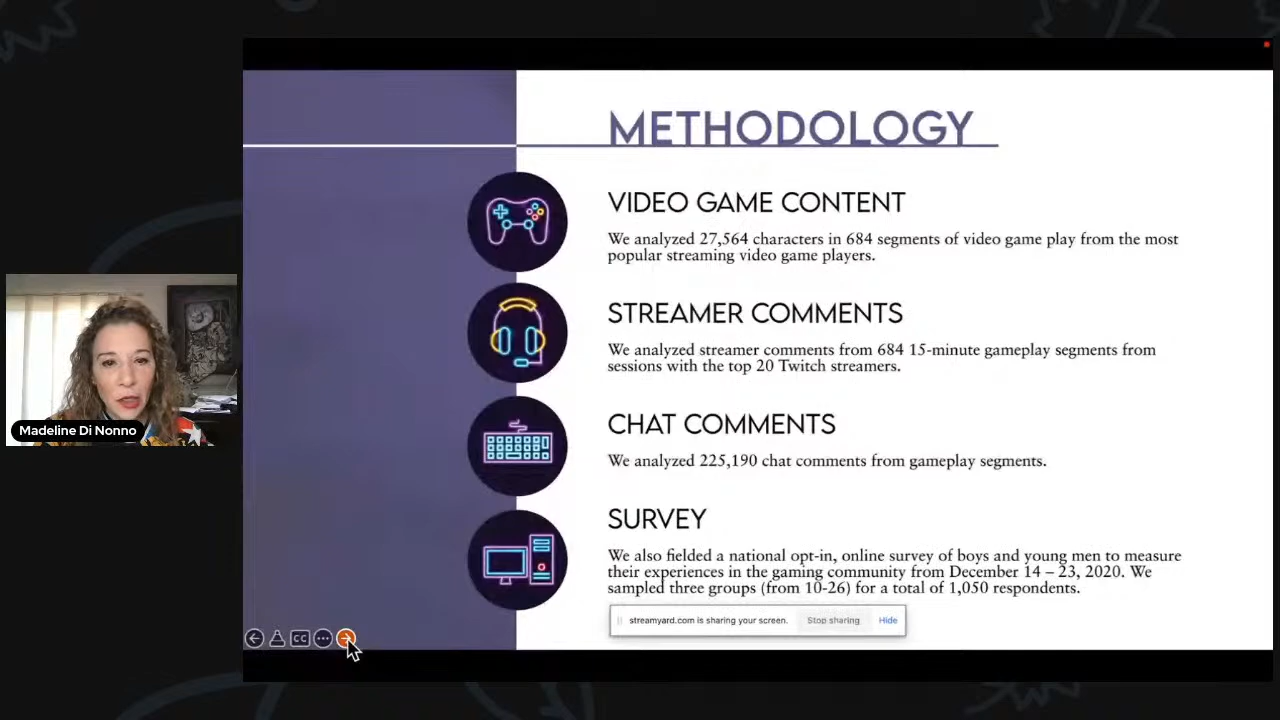 METHODOLOGY
VIDEO GAME CONTENT
We analyzed 27,564 characters in 684 segments of video game play from the most
popular streaming video game players.
STREAMER COMMENTS
We analyzed streamer comments from 684 15-minute gameplay segments from
sessions with the top 20 Twitch streamers.
CHAT COMMENTS
We analyzed 225,190 chat comments from gameplay segments.
SURVEY
We also fielded a national opt-in, online survey of boys and young men to measure
their experiences in the gaming community from December 14 – 23, 2020. We
sampled three groups (from 10-26) for a total of 1,050 respondents.
streamyard.com is sharing your screen. Stop sharing Hide
CC
Madeline Di Nonno